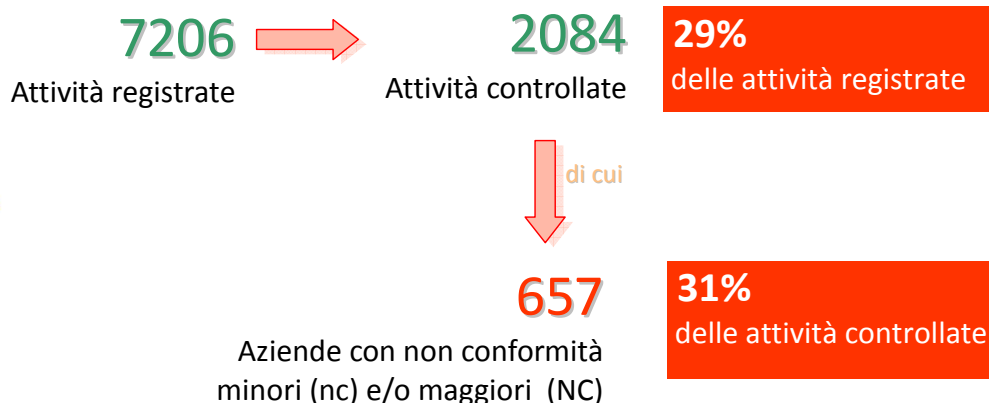 7206
Attività registrate
2084
Attività controllate
29%
delle attività registrate
di cui
657
Aziende con non conformità
minori (nc) e/o maggiori (NC)
31%
delle attività controllate